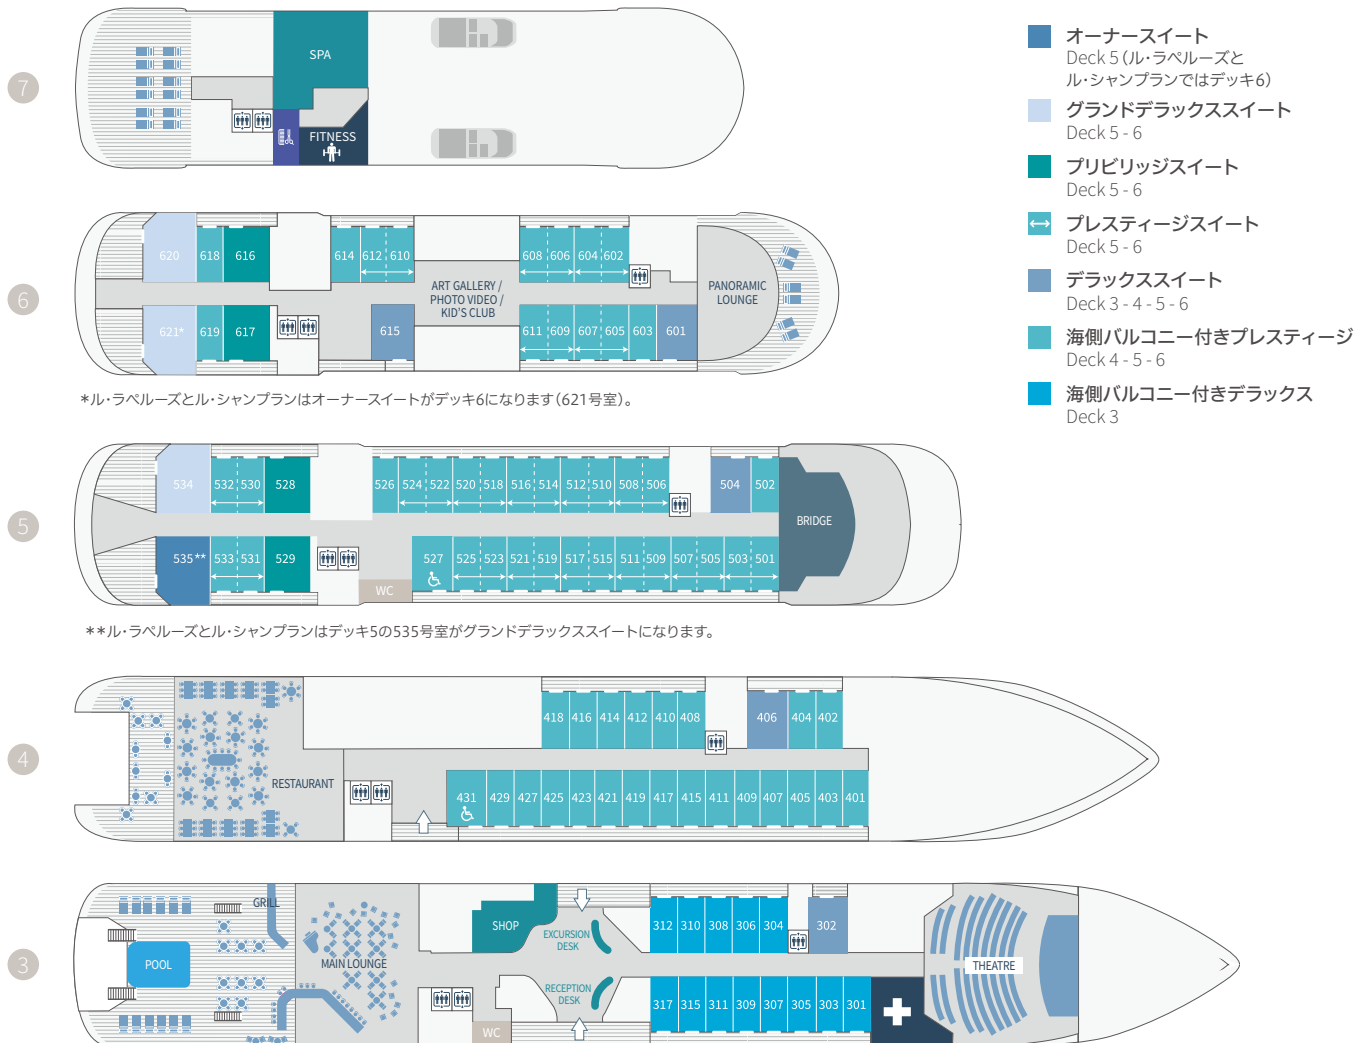 7
SPA
FITNESS
6
620
618
616
614
612
610
608
606
604
602
621*
619
617
615
ART GALLERY /
PHOTO VIDEO /
KID'S CLUB
611
609
607
605
603
601
PANORAMIC
LOUNGE
*ル・ラペルーズとル・シャンプランはオーナースイートがデッキ6になります（621号室）。
5
534
532
530
528
526
524
522
520
518
516
514
512
510
508
506
504
502
535**
533
531
529
WC
527
525
523
521
519
517
515
511
509
507
505
503
501
BRIDGE
**ル・ラペルーズとル・シャンプランはデッキ5の535号室がグランドデラックススイートになります。
4
RESTAURANT
418
416
414
412
410
408
406
404
402
431
429
427
425
423
421
419
417
415
411
409
407
405
403
401
3
POOL
GRILL
MAIN LOUNGE
SHOP
EXCURSION
DESK
RECEPTION
DESK
WC
312
310
308
306
304
302
317
315
311
309
307
305
303
301
THEATRE
オーナースイート
Deck 5（ル・ラペルーズと
ル・シャンプランではデッキ6）
グランドデラックススイート
Deck 5 - 6
プリビリッジスイート
Deck 5 - 6
プレスティージスイート
Deck 5 - 6
デラックススイート
Deck 3 - 4 - 5 - 6
海側バルコニー付きプレスティージ
Deck 4 - 5 - 6
海側バルコニー付きデラックス
Deck 3